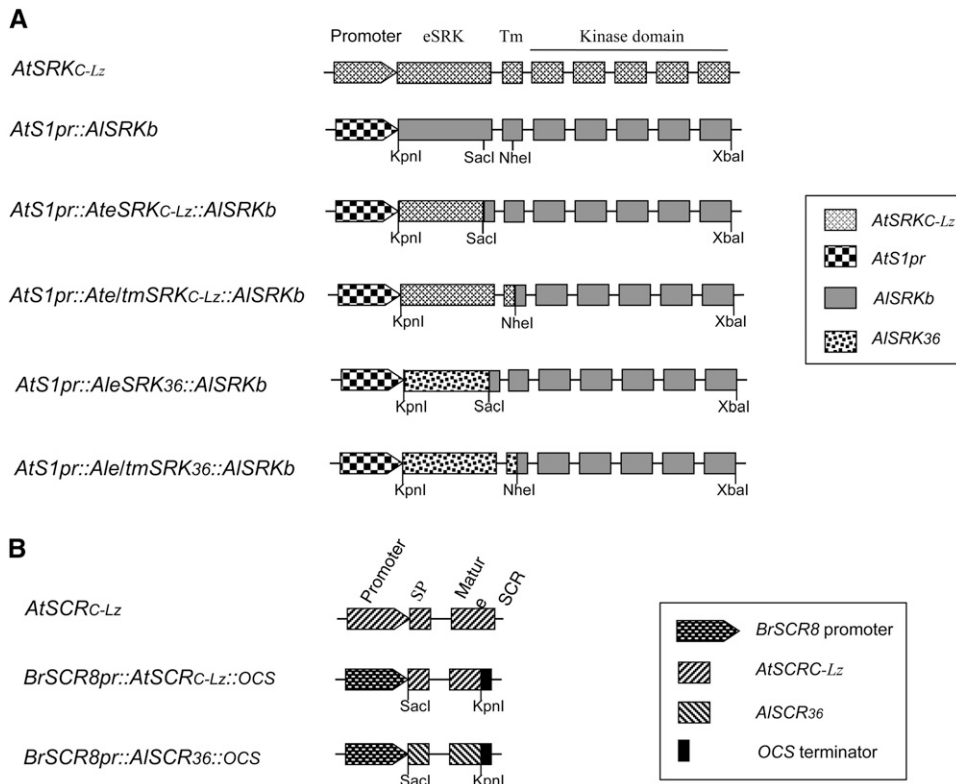 A
Promoter eSRK Tm Kinase domain
AtSRKC-Lz
AtS1pr::AlSRKb
KpnI SacI NheI XbaI
AtS1pr::AteSRKC-Lz::AlSRKb
KpnI SacI XbaI
AtS1pr::Ate/tmSRKC-Lz::AlSRKb
KpnI NheI XbaI
AtS1pr::AleSRK36::AlSRKb
KpnI SacI XbaI
AtS1pr::Ale/tmSRK36::AlSRKb
KpnI NheI XbaI
AtSRKC-Lz
AtS1pr
AlSRKb
AlSRK36
B
Promoter SP Matur
e SCR
AtSCRC-Lz
BrSCR8pr::AtSCRC-Lz::OCS
SacI KpnI
BrSCR8pr::AlSCR36::OCS
SacI KpnI
BrSCR8 promoter
AtSCRC-Lz
AlSCR36
OCS terminator